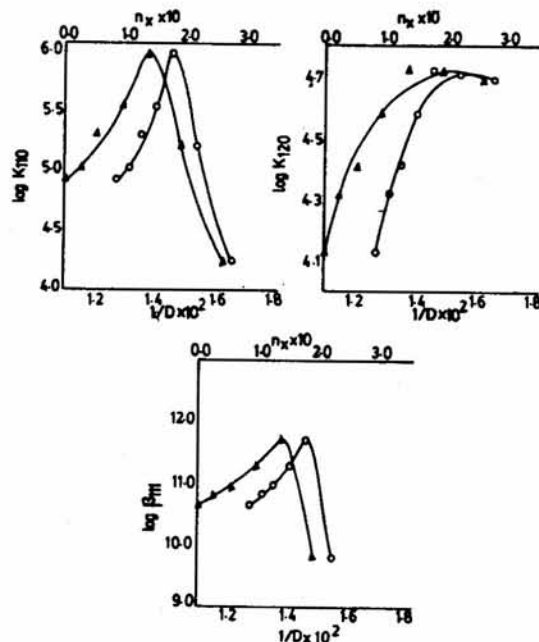 nx ×10
0·0 1·0 2·0 3·0
6·0
5·5
5·0
4·5
4·0
log K110
1·2 1·4 1·6 1·8
1/D×10²
nx ×10
0·0 1·0 2·0 3·0
4·7
4·5
4·3
4·1
log K120
1·2 1·4 1·6 1·8
1/D×10²
nx ×10
0·0 1·0 2·0 3·0
12·0
11·0
10·0
9·0
log β111
1·2 1·4 1·6 1·8
1/D×10²